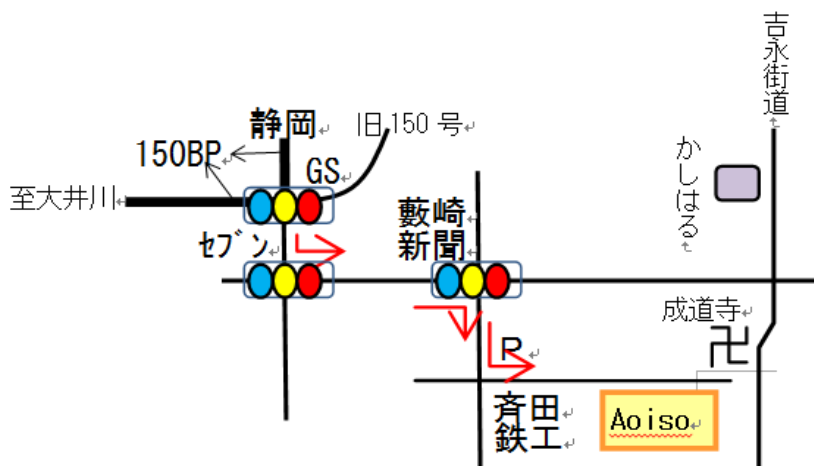 吉永街道
静岡
旧150号
150BP
GS
至大井川
かしはる
藪崎
新聞
ｾﾌﾞﾝ
成道寺
P
斉田
鉄工
Aoiso